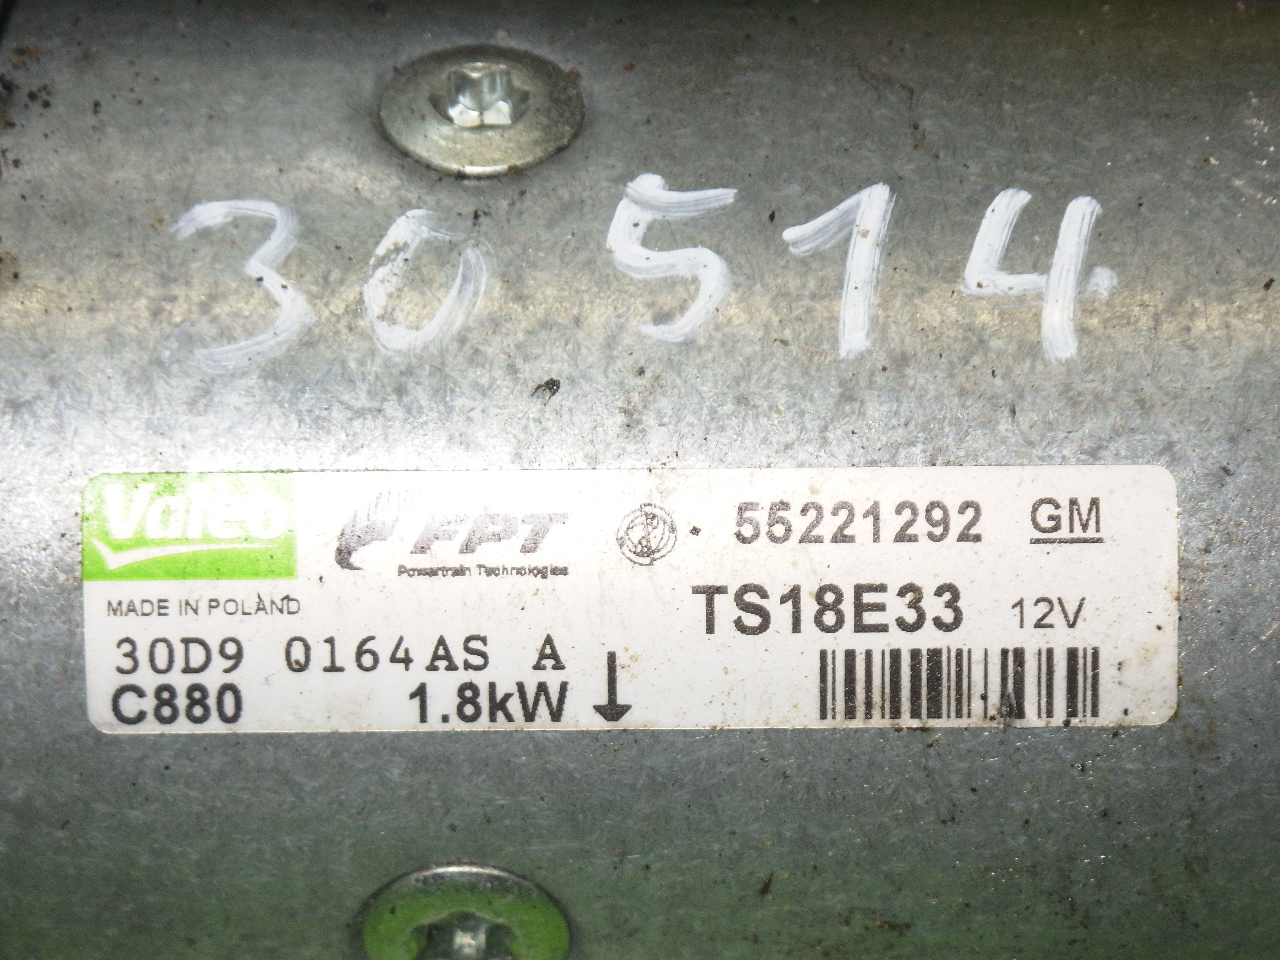 30514
Valeo
FPT
Powertrain Technologies
55221292 GM
MADE IN POLAND
TS18E33 12V
30D9 0164AS A
C880 1.8kW